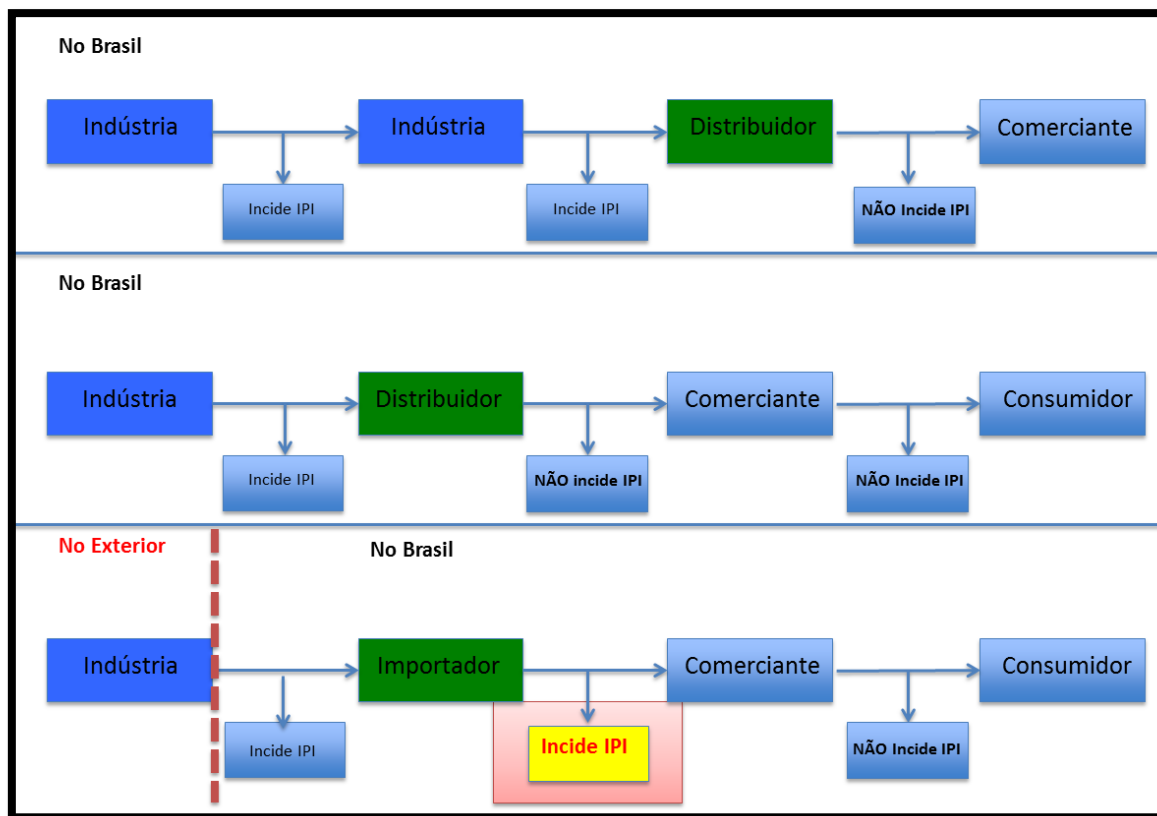 No Brasil
Indústria
Indústria
Distribuidor
Comerciante
Incide IPI
Incide IPI
NÃO Incide IPI
No Brasil
Indústria
Distribuidor
Comerciante
Consumidor
Incide IPI
NÃO incide IPI
NÃO Incide IPI
No Exterior
No Brasil
Indústria
Importador
Comerciante
Consumidor
Incide IPI
Incide IPI
NÃO Incide IPI